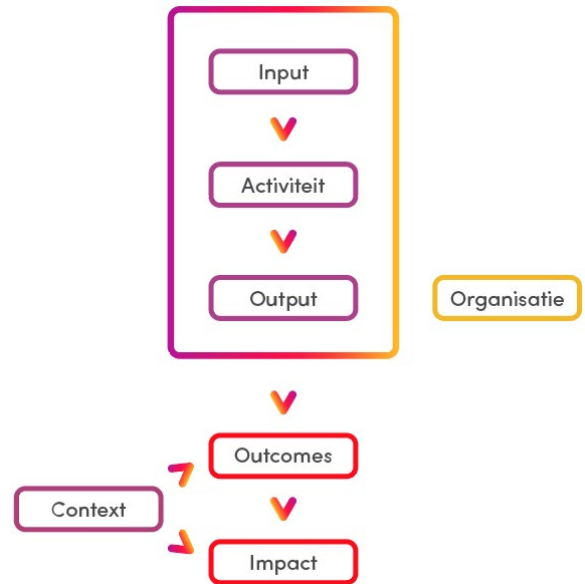 Input
Activiteit
Output
Organisatie
Outcomes
Context
Impact